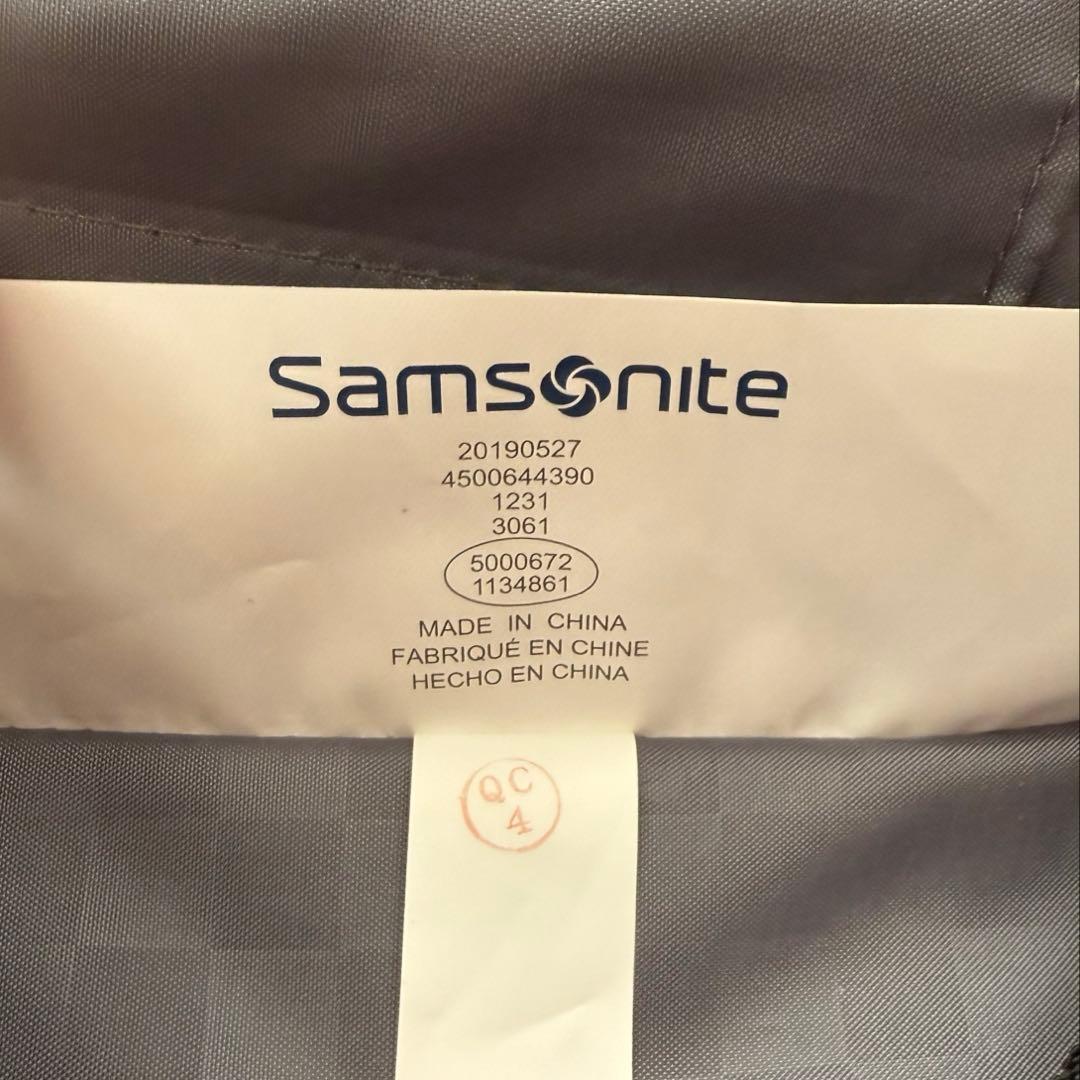 Samsonite
20190527
4500644390
1231
3061
5000672
1134861
MADE IN CHINA
FABRIQUÉ EN CHINE
HECHO EN CHINA
QC
4